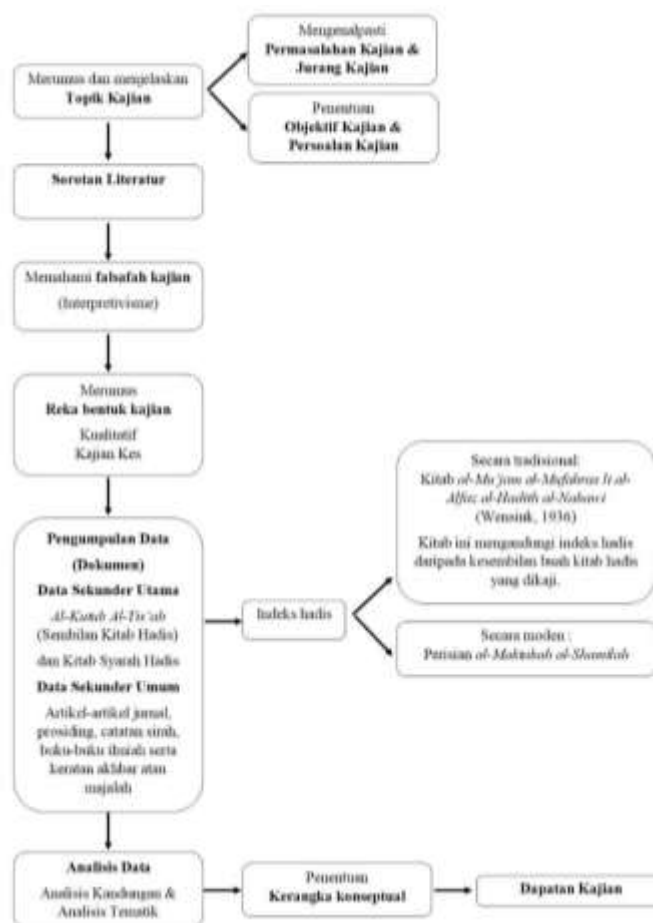 Mengenalpasti
Permasalahan Kajian &
Jurang Kajian
Merumus dan menjelaskan
Topik Kajian
Penentuan
Objektif Kajian &
Persoalan Kajian
Sorotan Literatur
Memahami falsafah kajian
(Interpretivisme)
Merumus
Reka bentuk kajian
Kualitatif
Kajian Kes
Secara tradisional:
Kitab al-Mu'jam al-Mufahras li al-
Alfaz al-Hadith al-Nabawi
(Wensink, 1936)
Kitab ini mengandungi indeks hadis
daripada kesembilan buah kitab hadis
yang dikaji.
Pengumpulan Data
(Dokumen)
Data Sekunder Utama
Al-Kutub Al-Tis'ah
(Sembilan Kitab Hadis)
dan Kitab Syarah Hadis
Data Sekunder Umum
Artikel-artikel jurnal,
prosiding, catatan sirah,
buku-buku ilmiah serta
keratan akhbar atau
majalah
Indeks hadis
Secara moden :
Perisian al-Maktabah al-Shamilah
Analisis Data
Analisis Kandungan &
Analisis Tematik
Penentuan
Kerangka konseptual
Dapatan Kajian